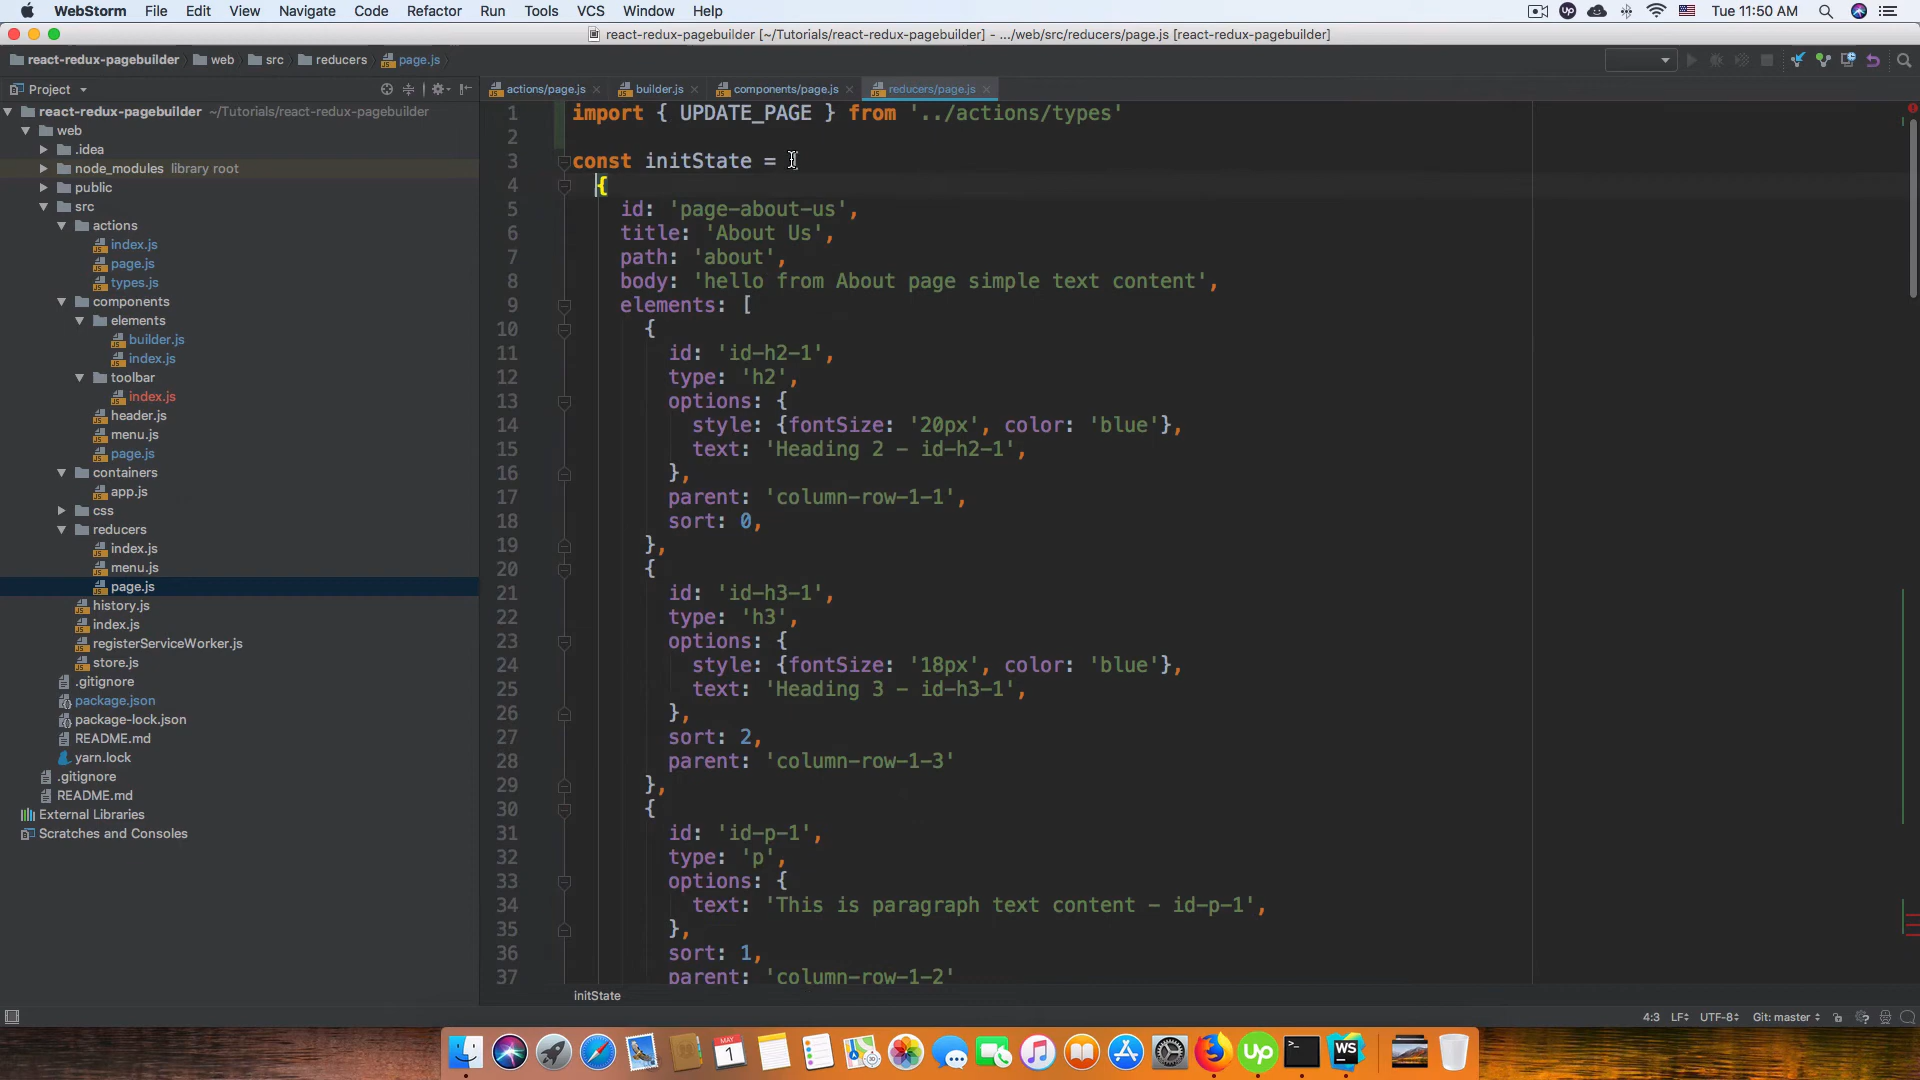 WebStorm File Edit View Navigate Code Refactor Run Tools VCS Window Help Tue 11:50 AM
react-redux-pagebuilder [~/Tutorials/react-redux-pagebuilder] - .../web/src/reducers/page.js [react-redux-pagebuilder]
react-redux-pagebuilder web src reducers page.js
Project
actions/page.js builder.js components/page.js reducers/page.js
react-redux-pagebuilder ~/Tutorials/react-redux-pagebuilder
web
.idea
node_modules library root
public
src
actions
index.js
page.js
types.js
components
elements
builder.js
index.js
toolbar
index.js
header.js
menu.js
page.js
containers
app.js
css
reducers
index.js
menu.js
page.js
history.js
index.js
registerServiceWorker.js
store.js
.gitignore
package.json
package-lock.json
README.md
yarn.lock
.gitignore
README.md
External Libraries
Scratches and Consoles
1 import { UPDATE_PAGE } from '../actions/types'
2
3 const initState =
4 {
5 id: 'page-about-us',
6 title: 'About Us',
7 path: 'about',
8 body: 'hello from About page simple text content',
9 elements: [
10 {
11 id: 'id-h2-1',
12 type: 'h2',
13 options: {
14 style: {fontSize: '20px', color: 'blue'},
15 text: 'Heading 2 - id-h2-1',
16 },
17 parent: 'column-row-1-1',
18 sort: 0,
19 },
20 {
21 id: 'id-h3-1',
22 type: 'h3',
23 options: {
24 style: {fontSize: '18px', color: 'blue'},
25 text: 'Heading 3 - id-h3-1',
26 },
27 sort: 2,
28 parent: 'column-row-1-3'
29 },
30 {
31 id: 'id-p-1',
32 type: 'p',
33 options: {
34 text: 'This is paragraph text content - id-p-1',
35 },
36 sort: 1,
37 parent: 'column-row-1-2'
initState
4:3 LF UTF-8 Git: master
MAY 1
Up
WS